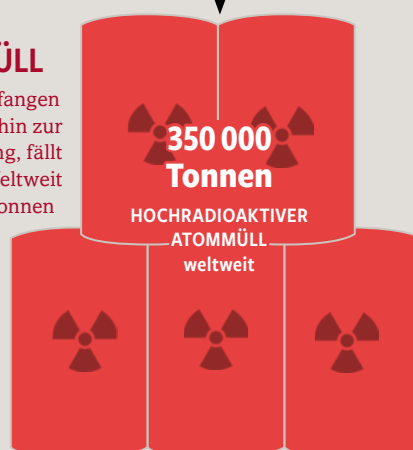 ÜLL
fangen
hin zur
ng, fällt
eltweit
onnen
350 000
Tonnen
HOCHRADIOAKTIVER
ATOMMÜLL
weltweit